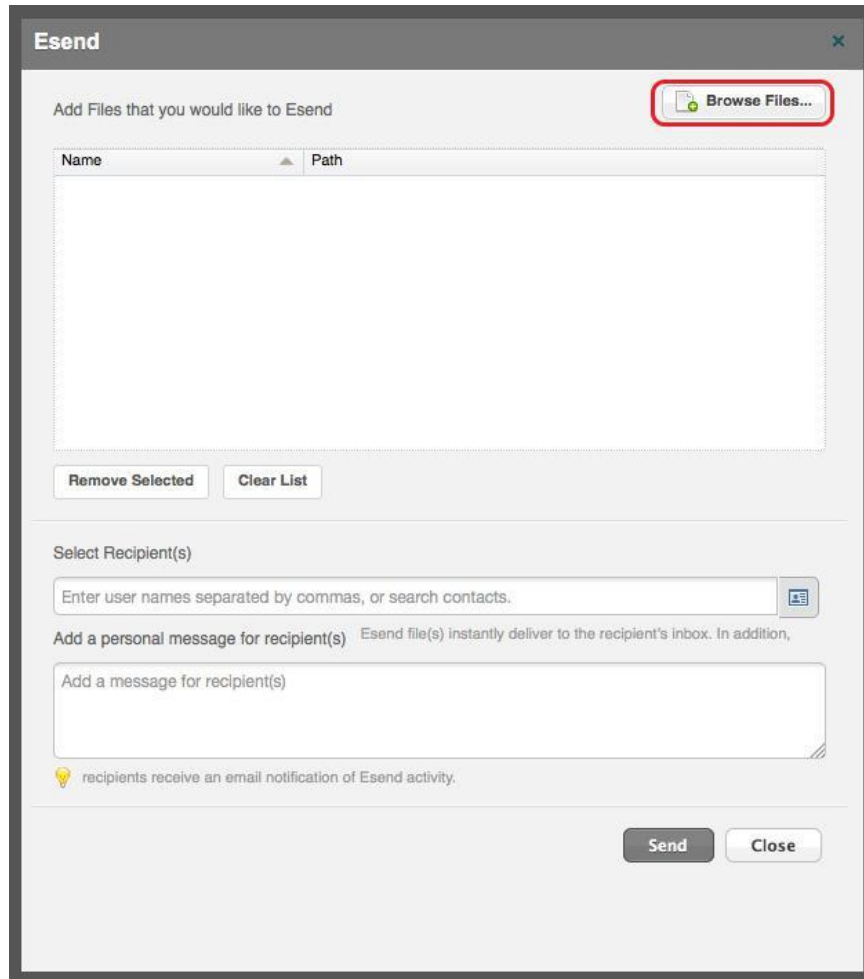 Esend
×
Add Files that you would like to Esend
Browse Files...
Name Path
Remove Selected Clear List
Select Recipient(s)
Enter user names separated by commas, or search contacts.
Add a personal message for recipient(s) Esend file(s) instantly deliver to the recipient's inbox. In addition,
Add a message for recipient(s)
recipients receive an email notification of Esend activity.
Send Close